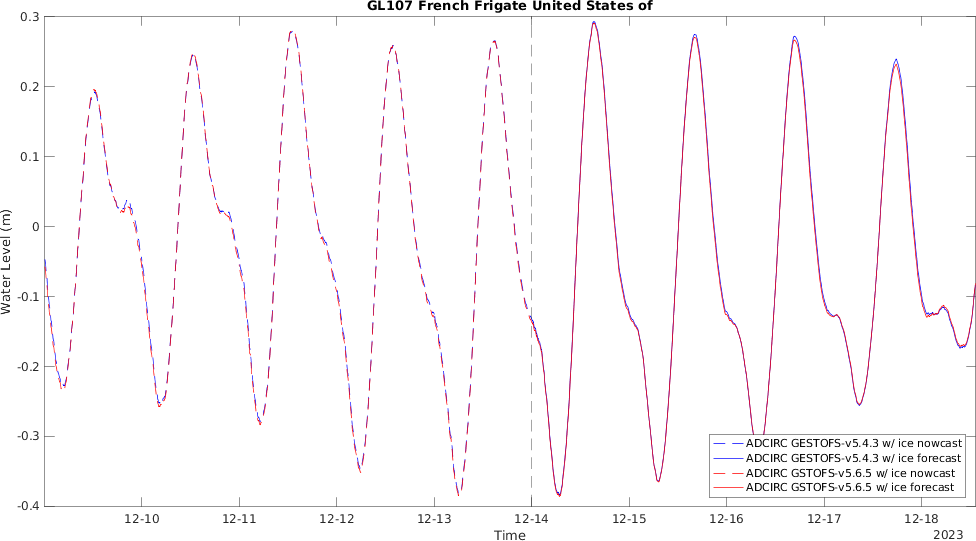 GL107 French Frigate United States of
0.3
0.2
0.1
0
-0.1
-0.2
-0.3
-0.4
Water Level (m)
ADCIRC GESTOFS-v5.4.3 w/ ice nowcast
ADCIRC GESTOFS-v5.4.3 w/ ice forecast
ADCIRC GSTOFS-v5.6.5 w/ ice nowcast
ADCIRC GSTOFS-v5.6.5 w/ ice forecast
12-10 12-11 12-12 12-13 12-14 12-15 12-16 12-17 12-18
Time
2023